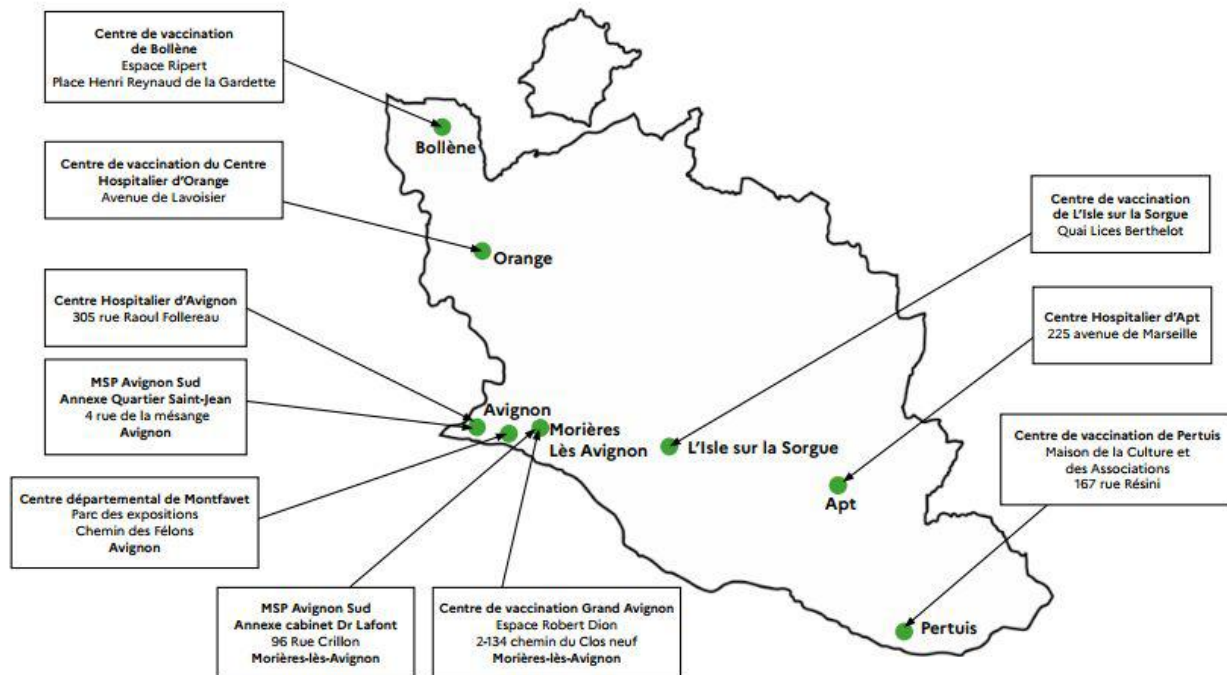 Centre de vaccination
de Bollène
Espace Ripert
Place Henri Reynaud de la Gardette
Bollène
Centre de vaccination du Centre
Hospitalier d'Orange
Avenue de Lavoisier
Orange
Centre de vaccination
de L'Isle sur la Sorgue
Quai Lices Berthelot
Centre Hospitalier d'Avignon
305 rue Raoul Follereau
Centre Hospitalier d'Apt
225 avenue de Marseille
MSP Avignon Sud
Annexe Quartier Saint-Jean
4 rue de la mésange
Avignon
Avignon
Morières
Lès Avignon
L'Isle sur la Sorgue
Apt
Centre de vaccination de Pertuis
Maison de la Culture et
des Associations
167 rue Résini
Centre départemental de Montfavet
Parc des expositions
Chemin des Félons
Avignon
MSP Avignon Sud
Annexe cabinet Dr Lafont
96 Rue Crillon
Morières-lès-Avignon
Centre de vaccination Grand Avignon
Espace Robert Dion
2-134 chemin du Clos neuf
Morières-lès-Avignon
Pertuis